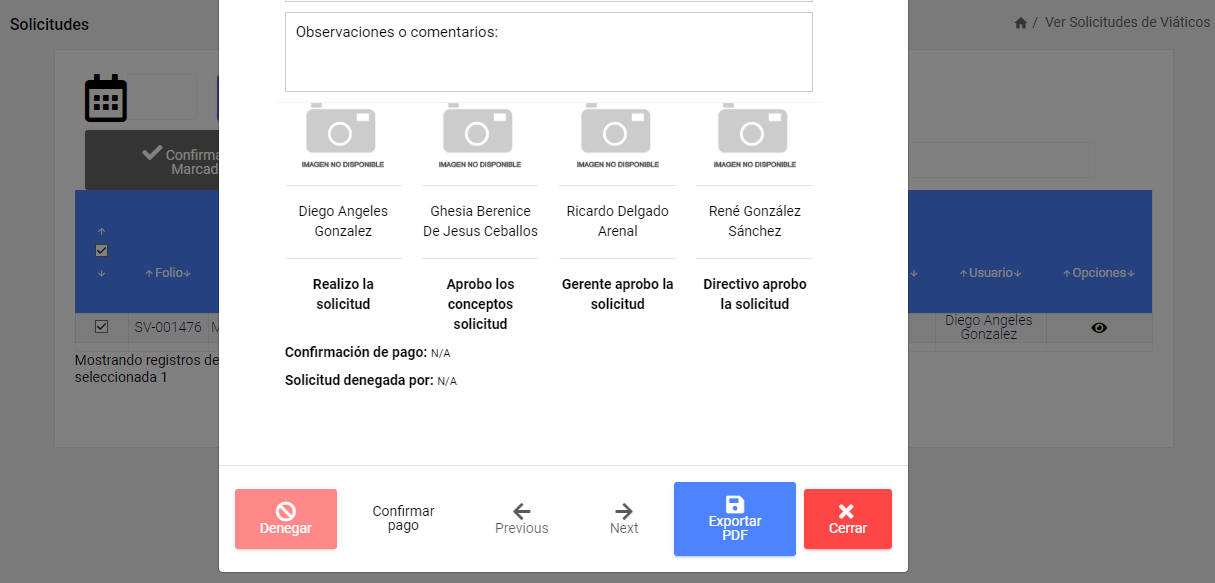 Solicitudes
/ Ver Solicitudes de Viáticos
Observaciones o comentarios:
IMAGEN NO DISPONIBLE
IMAGEN NO DISPONIBLE
IMAGEN NO DISPONIBLE
IMAGEN NO DISPONIBLE
Diego Angeles
Gonzalez
Ghesia Berenice
De Jesus Ceballos
Ricardo Delgado
Arenal
René González
Sánchez
Realizo la
solicitud
Aprobo los
conceptos
solicitud
Gerente aprobo la
solicitud
Directivo aprobo
la solicitud
Confirmación de pago: N/A
Solicitud denegada por: N/A
Confirma
Marcad
Folio
Usuario
Opciones
SV-001476
M
Diego Angeles
Gonzalez
Mostrando registros de
seleccionada 1
Denegar
Confirmar
pago
Previous
Next
Exportar
PDF
Cerrar